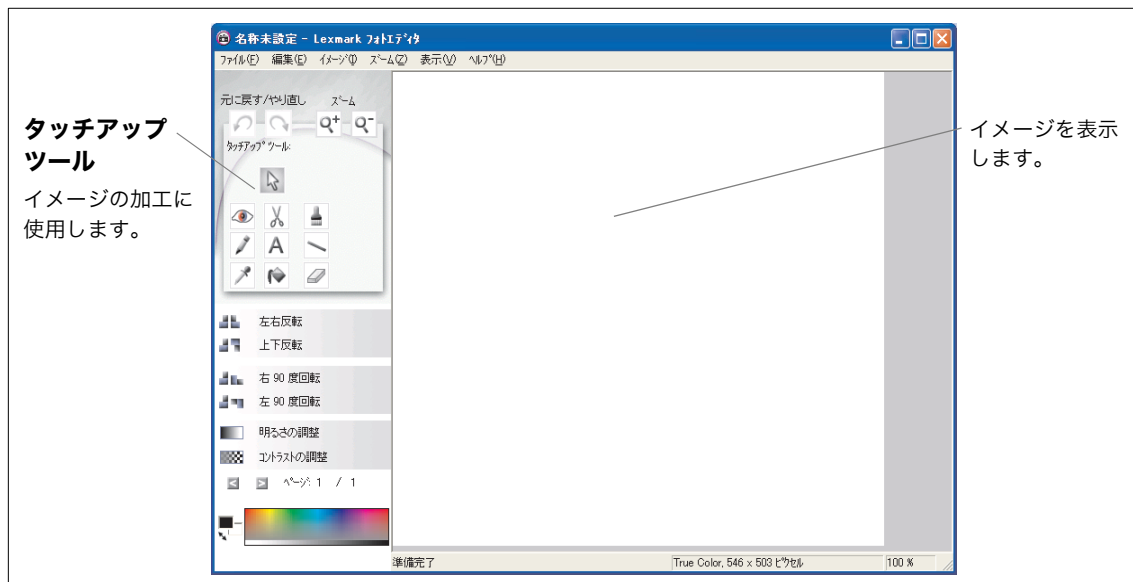 名称未設定 - Lexmark フォトエディタ
ファイル(F) 編集(E) イメージ(I) ズーム(Z) 表示(V) ヘルプ(H)
元に戻す/やり直し ズーム
タッチアップ ツール:
タッチアップ
ツール
イメージの加工に
使用します。
イメージを表示
します。
A
左右反転
上下反転
右 90 度回転
左 90 度回転
明るさの調整
コントラストの調整
ページ: 1 / 1
準備完了 True Color, 546 x 503 ピクセル 100 %